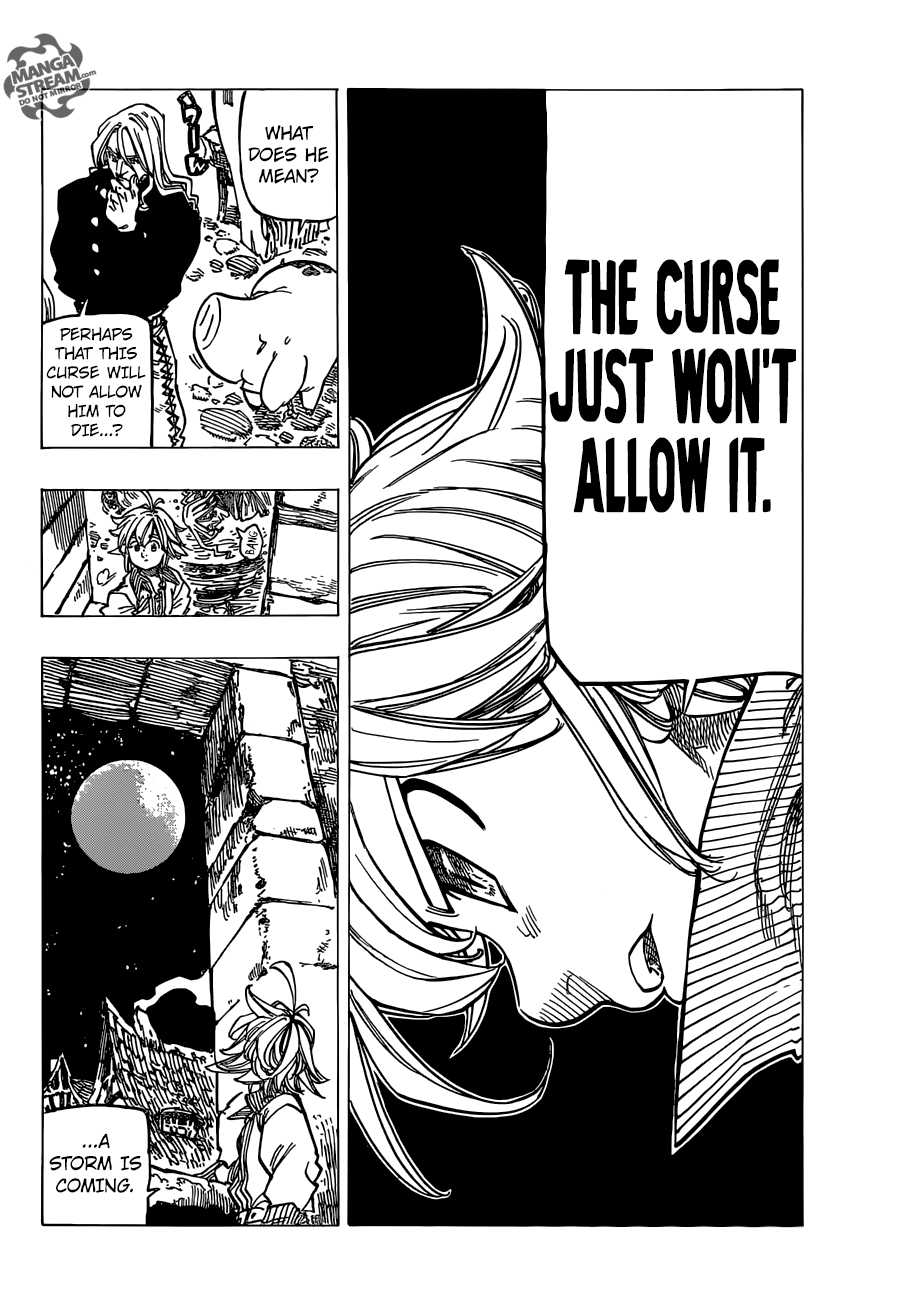 MANGA
STREAM.com
DO NOT MIRROR!
THE CURSE
JUST WON'T
ALLOW IT.
WHAT
DOES HE
MEAN?
PERHAPS
THAT THIS
CURSE WILL
NOT ALLOW
HIM TO
DIE...?
BANG
...A
STORM IS
COMING.